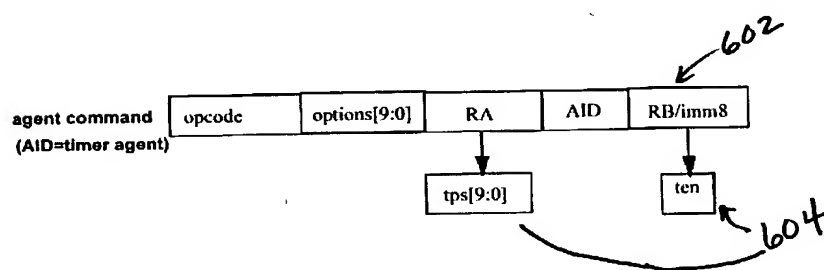 602
agent command
(AID=timer agent)
opcode options[9:0] RA AID RB/imm8
tps[9:0] ten
604